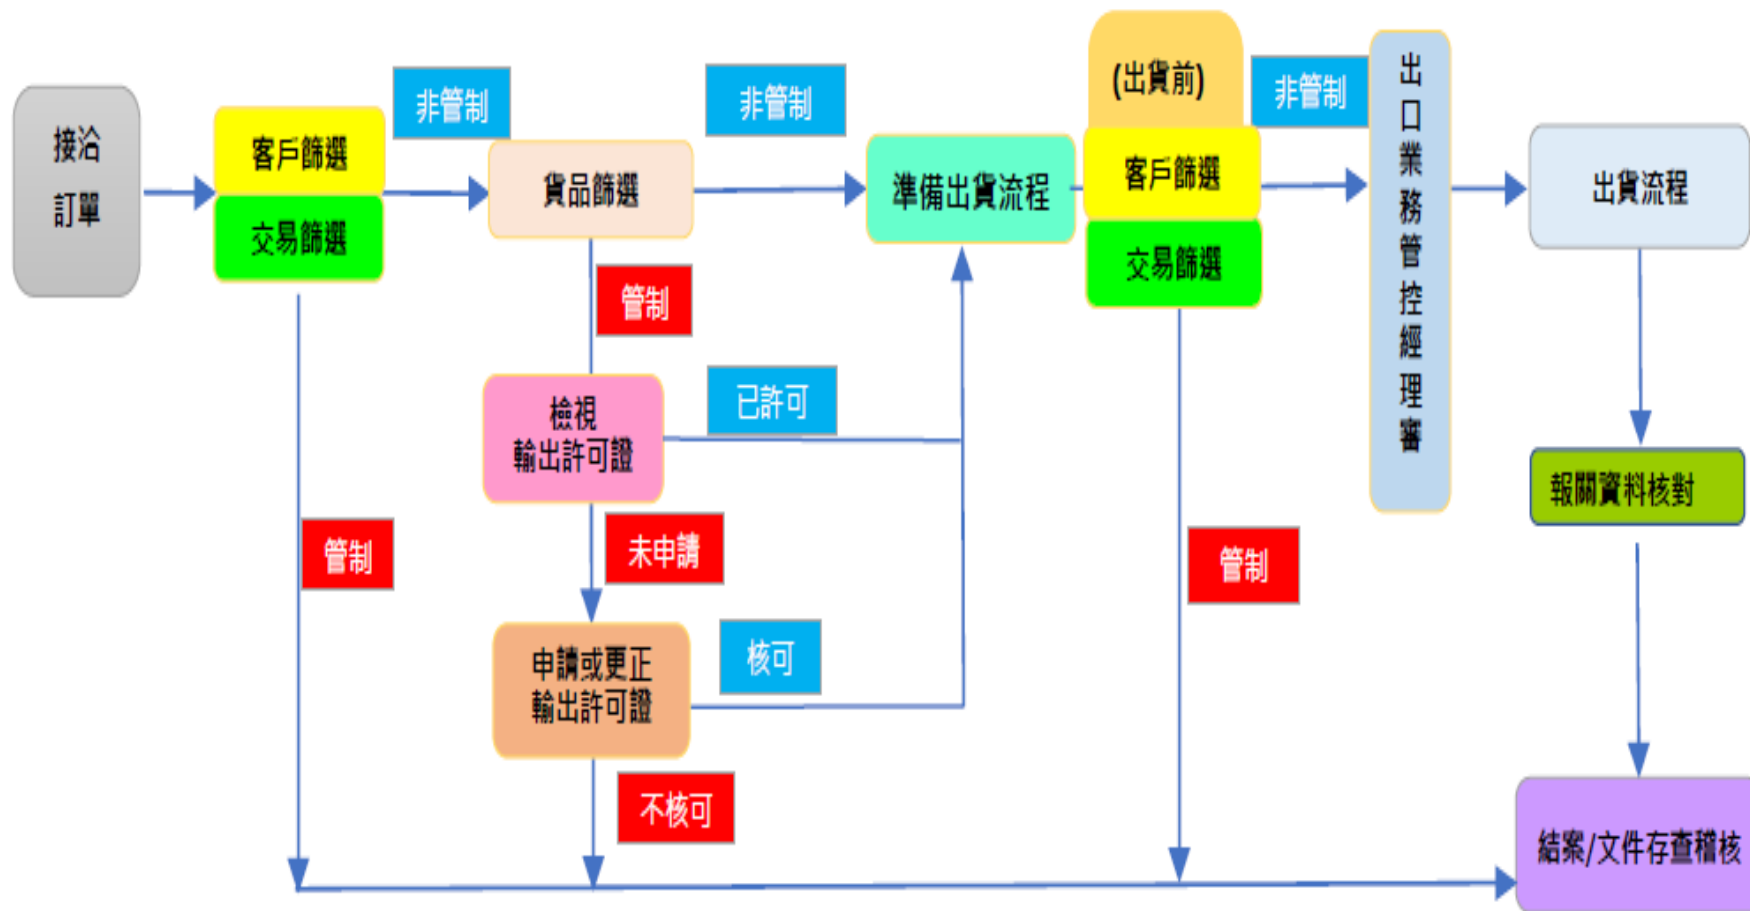 接洽
訂單
客戶篩選
交易篩選
非管制
貨品篩選
非管制
準備出貨流程
(出貨前)
客戶篩選
交易篩選
非管制
出
口
業
務
管
控
經
理
審
出貨流程
管制
檢視
輸出許可證
已許可
報關資料核對
管制
未申請
管制
申請或更正
輸出許可證
核可
不核可
結案/文件存查稽核